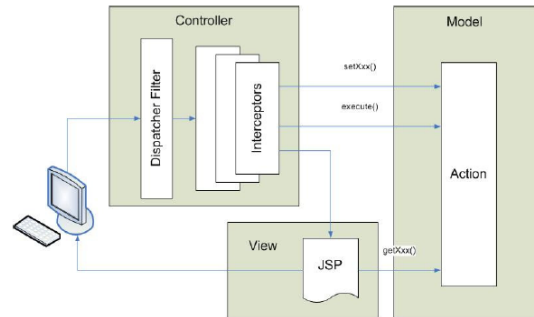 Controller
Model
Dispatcher Filter
Interceptors
setXxx()
execute()
Action
View
JSP
getXxx()